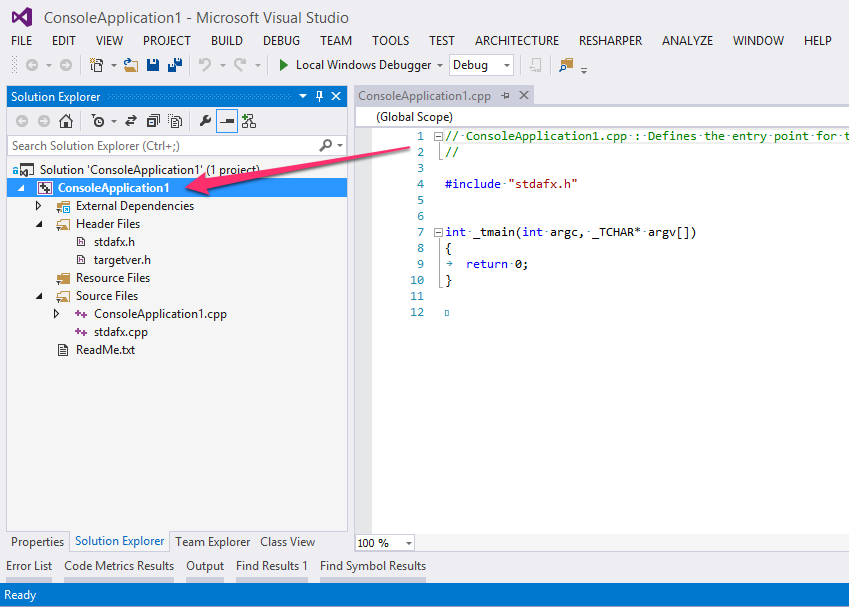 ConsoleApplication1 - Microsoft Visual Studio
FILE EDIT VIEW PROJECT BUILD DEBUG TEAM TOOLS TEST ARCHITECTURE RESHARPER ANALYZE WINDOW HELP
Local Windows Debugger Debug
Solution Explorer
Search Solution Explorer (Ctrl+;)
Solution 'ConsoleApplication1' (1 project)
ConsoleApplication1
External Dependencies
Header Files
stdafx.h
targetver.h
Resource Files
Source Files
ConsoleApplication1.cpp
stdafx.cpp
ReadMe.txt
Properties Solution Explorer Team Explorer Class View
ConsoleApplication1.cpp
(Global Scope)
1 // ConsoleApplication1.cpp : Defines the entry point for t
2 //
3
4 #include "stdafx.h"
5
6
7 int _tmain(int argc, _TCHAR* argv[])
8 {
9 return 0;
10 }
11
12
100 %
Error List Code Metrics Results Output Find Results 1 Find Symbol Results
Ready